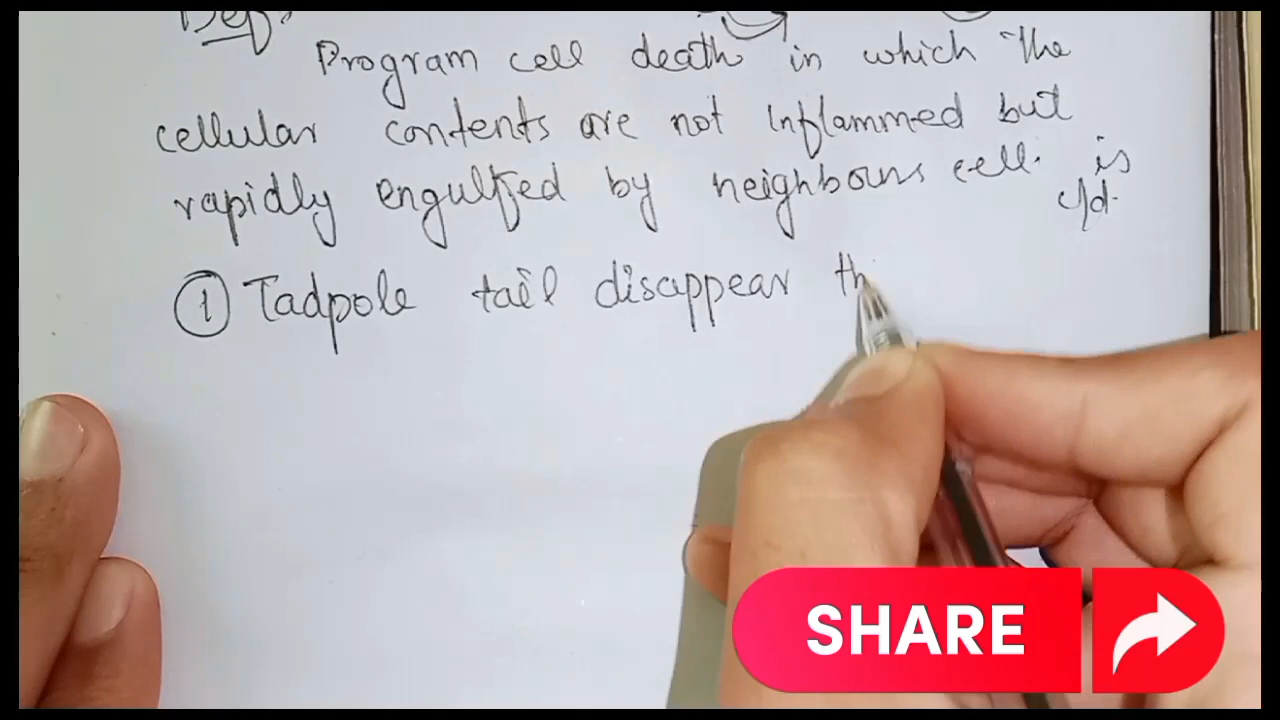 Def:
Program cell death in which the
cellular contents are not inflammed but
rapidly engulfed by neighbours cell. is
c/d.
① Tadpole tail disappear th
SHARE